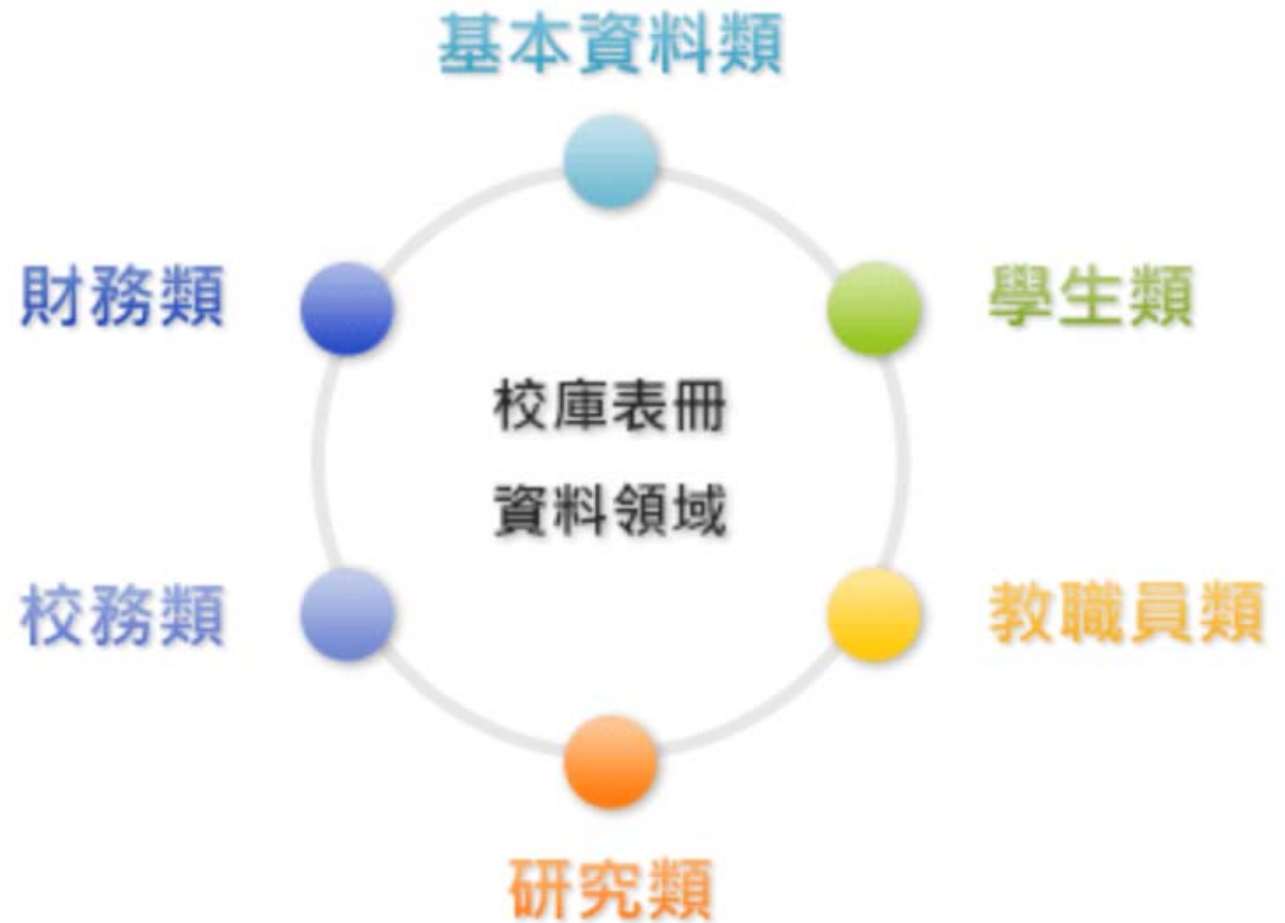 基本資料類
財務類
學生類
校庫表冊
資料領域
校務類
教職員類
研究類